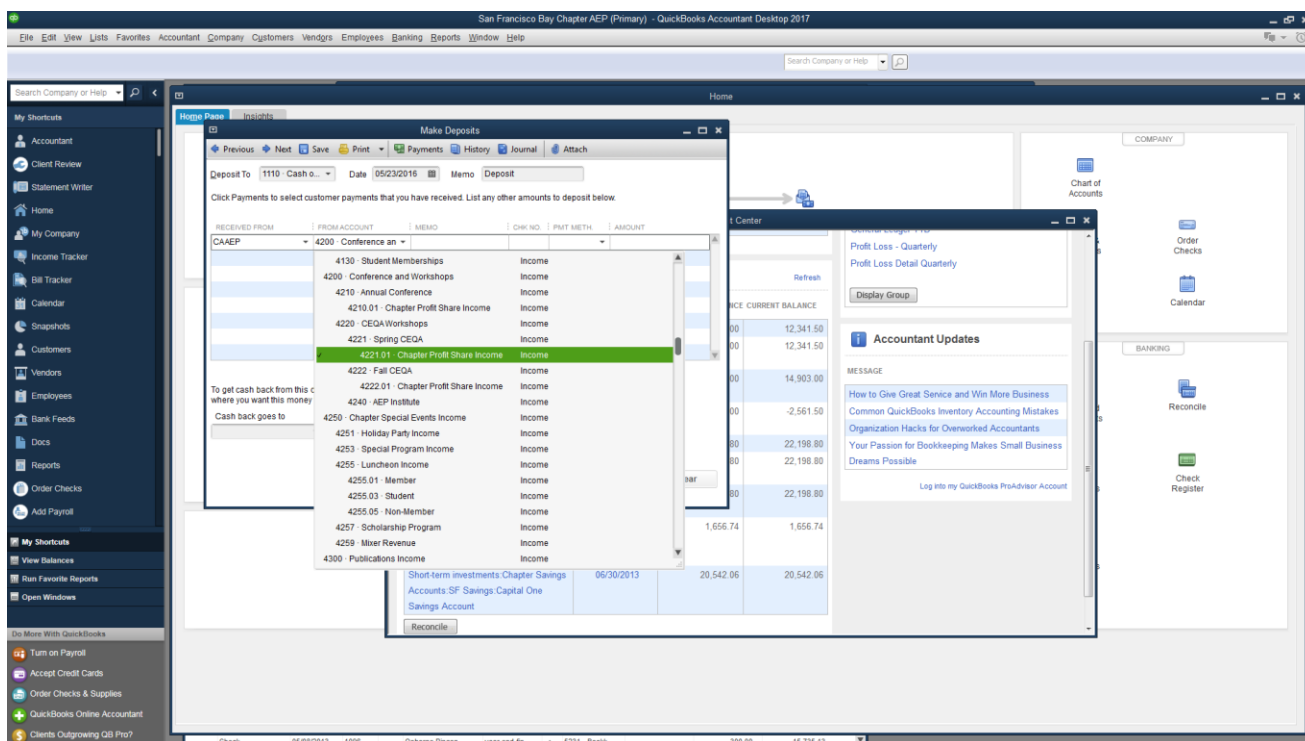 San Francisco Bay Chapter AEP (Primary) - QuickBooks Accountant Desktop 2017
File Edit View Lists Favorites Accountant Company Customers Vendors Employees Banking Reports Window Help
Search Company or Help
Search Company or Help
My Shortcuts
Accountant
Client Review
Statement Writer
Home
My Company
Income Tracker
Bill Tracker
Calendar
Snapshots
Customers
Vendors
Employees
Bank Feeds
Docs
Reports
Order Checks
Add Payroll
My Shortcuts
View Balances
Run Favorite Reports
Open Windows
Do More With QuickBooks
Turn on Payroll
Accept Credit Cards
Order Checks & Supplies
QuickBooks Online Accountant
Clients Outgrowing QB Pro?
Home
Home Page Insights
Make Deposits
Previous Next Save Print Payments History Journal Attach
Deposit To 1110 · Cash o... Date 05/23/2016 Memo Deposit
Click Payments to select customer payments that you have received. List any other amounts to deposit below.
RECEIVED FROM FROM ACCOUNT MEMO CHK NO. PMT METH. AMOUNT
CAAEP 4200 · Conference an
4130 · Student Memberships Income
4200 · Conference and Workshops Income
4210 · Annual Conference Income
4210.01 · Chapter Profit Share Income Income
4220 · CEQA Workshops Income
4221 · Spring CEQA Income
4221.01 · Chapter Profit Share Income Income
4222 · Fall CEQA Income
4222.01 · Chapter Profit Share Income Income
4240 · AEP Institute Income
4250 · Chapter Special Events Income Income
4251 · Holiday Party Income Income
4253 · Special Program Income Income
4255 · Luncheon Income Income
4255.01 · Member Income
4255.03 · Student Income
4255.05 · Non-Member Income
4257 · Scholarship Program Income
4259 · Mixer Revenue Income
4300 · Publications Income Income
To get cash back from this
where you want this money
Cash back goes to
t Center
Refresh
CURRENT BALANCE
12,341.50
12,341.50
14,903.00
-2,561.50
22,198.80
22,198.80
22,198.80
1,656.74 1,656.74
Short-term investments:Chapter Savings 06/30/2013 20,542.06 20,542.06
Accounts:SF Savings:Capital One
Savings Account
Reconcile
Profit Loss - Quarterly
Profit Loss Detail Quarterly
Display Group
Accountant Updates
MESSAGE
How to Give Great Service and Win More Business
Common QuickBooks Inventory Accounting Mistakes
Organization Hacks for Overworked Accountants
Your Passion for Bookkeeping Makes Small Business
Dreams Possible
Log into my QuickBooks ProAdvisor Account
COMPANY
Chart of
Accounts
Order
Checks
Calendar
BANKING
Reconcile
Check
Register